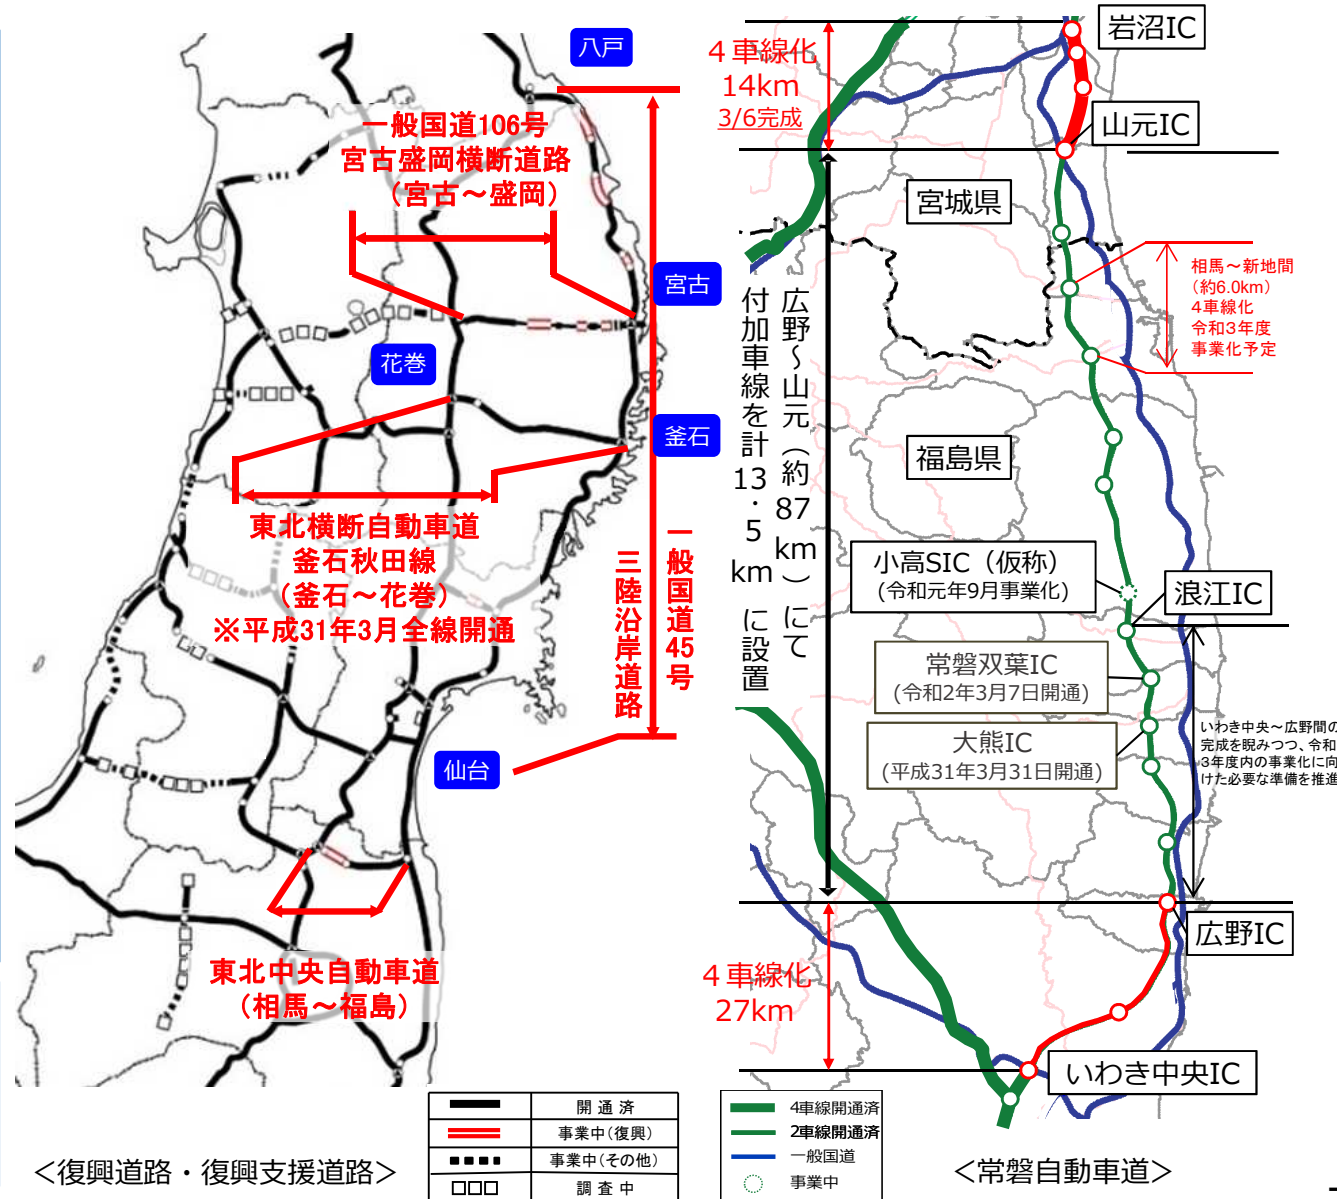 八戸
一般国道106号
宮古盛岡横断道路
（宮古～盛岡）
宮古
花巻
釜石
東北横断自動車道
釜石秋田線
（釜石～花巻）
※平成31年3月全線開通
一般国道45号
三陸沿岸道路
仙台
東北中央自動車道
（相馬～福島）
開通済
事業中（復興）
事業中（その他）
調査中
＜復興道路・復興支援道路＞
岩沼IC
４車線化
14km
3/6完成
山元IC
宮城県
相馬～新地間
（約6.0km）
4車線化
令和3年度
事業化予定
広野～山元（約87km）にて
付加車線を計13・5kmに設置
福島県
小高SIC（仮称）
(令和元年9月事業化)
浪江IC
常磐双葉IC
(令和2年3月7日開通)
大熊IC
(平成31年3月31日開通)
いわき中央～広野間の
完成を睨みつつ、令和
3年度内の事業化に向
けた必要な準備を推進
広野IC
４車線化
27km
いわき中央IC
4車線開通済
2車線開通済
一般国道
事業中
＜常磐自動車道＞